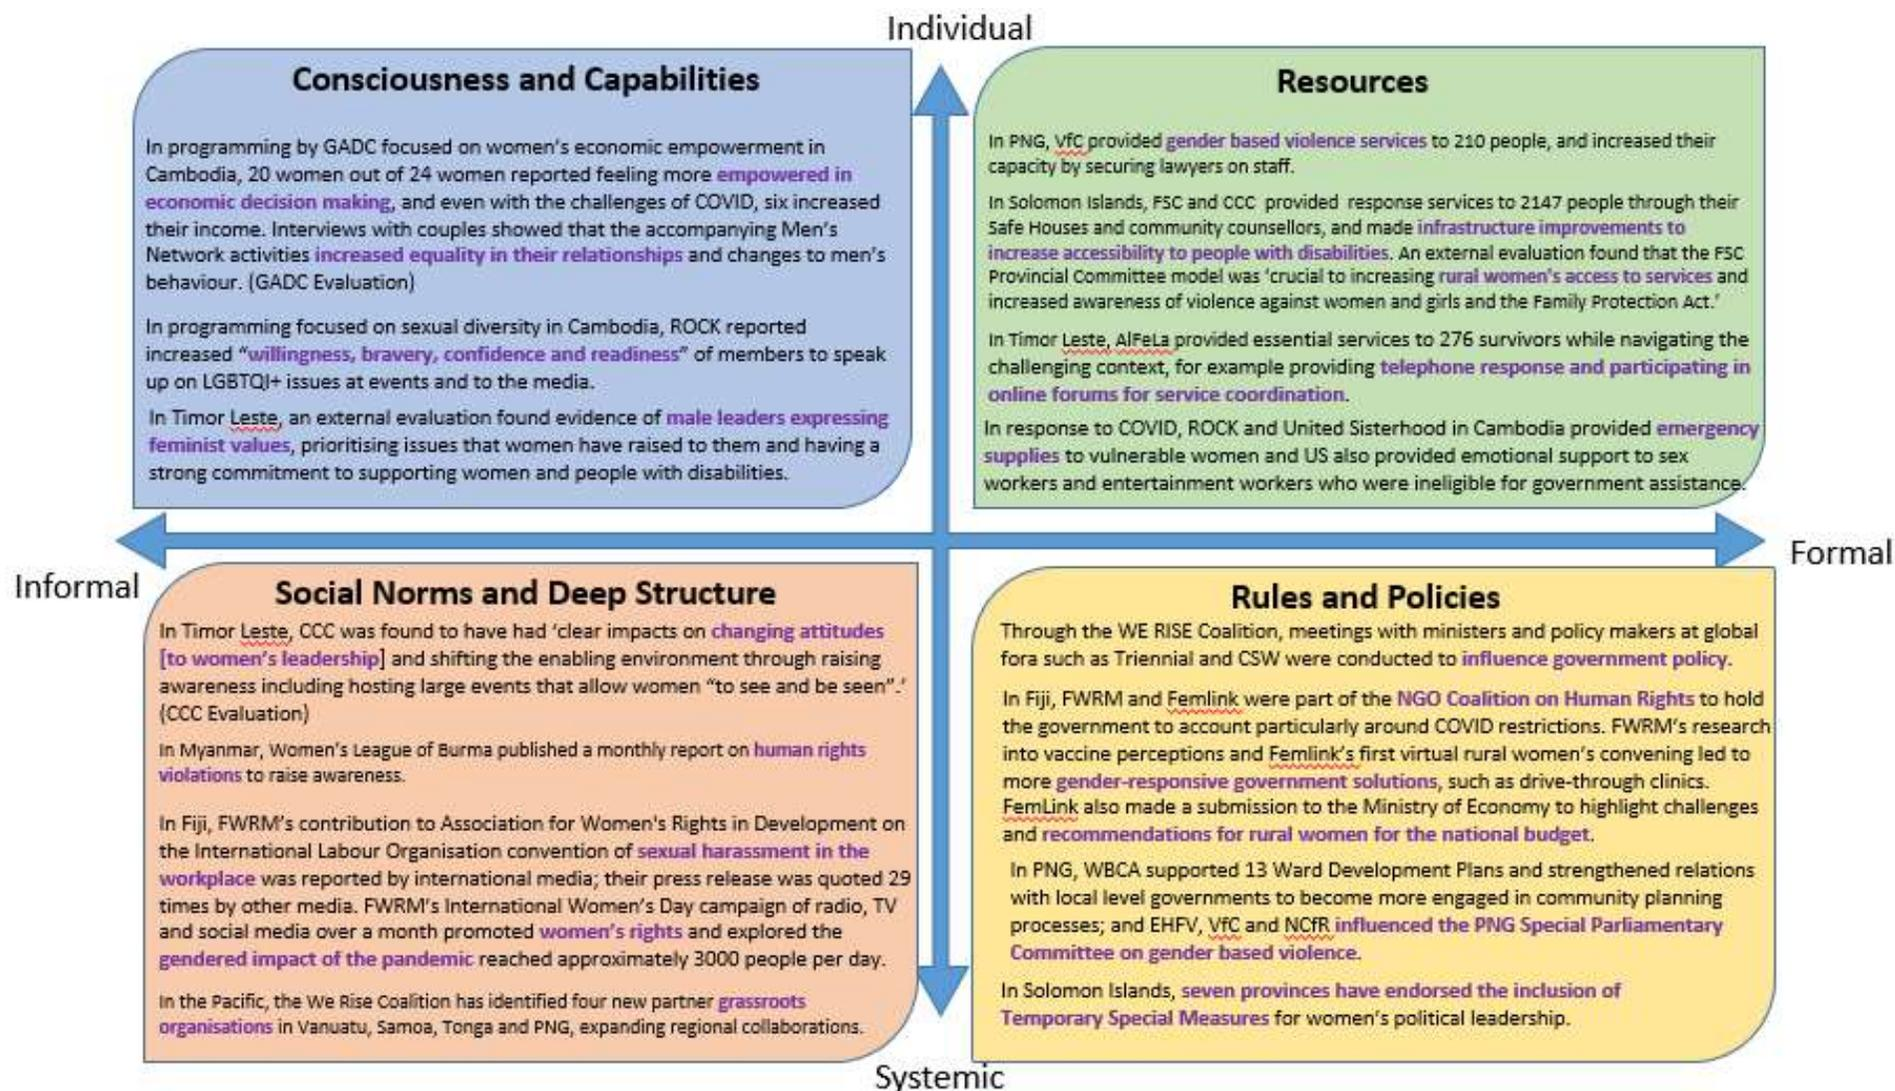 Individual
Consciousness and Capabilities
In programming by GADC focused on women's economic empowerment in
Cambodia, 20 women out of 24 women reported feeling more empowered in
economic decision making, and even with the challenges of COVID, six increased
their income. Interviews with couples showed that the accompanying Men's
Network activities increased equality in their relationships and changes to men's
behaviour. (GADC Evaluation)
In programming focused on sexual diversity in Cambodia, ROCK reported
increased "willingness, bravery, confidence and readiness" of members to speak
up on LGBTQI+ issues at events and to the media.
In Timor Leste, an external evaluation found evidence of male leaders expressing
feminist values, prioritising issues that women have raised to them and having a
strong commitment to supporting women and people with disabilities.
Resources
In PNG, VfC provided gender based violence services to 210 people, and increased their
capacity by securing lawyers on staff.
In Solomon Islands, FSC and CCC provided response services to 2147 people through their
Safe Houses and community counsellors, and made infrastructure improvements to
increase accessibility to people with disabilities. An external evaluation found that the FSC
Provincial Committee model was 'crucial to increasing rural women's access to services and
increased awareness of violence against women and girls and the Family Protection Act.'
In Timor Leste, AlFeLa provided essential services to 276 survivors while navigating the
challenging context, for example providing telephone response and participating in
online forums for service coordination.
In response to COVID, ROCK and United Sisterhood in Cambodia provided emergency
supplies to vulnerable women and US also provided emotional support to sex
workers and entertainment workers who were ineligible for government assistance.
Informal
Formal
Social Norms and Deep Structure
In Timor Leste, CCC was found to have had 'clear impacts on changing attitudes
[to women's leadership] and shifting the enabling environment through raising
awareness including hosting large events that allow women "to see and be seen".'
(CCC Evaluation)
In Myanmar, Women's League of Burma published a monthly report on human rights
violations to raise awareness.
In Fiji, FWRM's contribution to Association for Women's Rights in Development on
the International Labour Organisation convention of sexual harassment in the
workplace was reported by international media; their press release was quoted 29
times by other media. FWRM's International Women's Day campaign of radio, TV
and social media over a month promoted women's rights and explored the
gendered impact of the pandemic reached approximately 3000 people per day.
In the Pacific, the We Rise Coalition has identified four new partner grassroots
organisations in Vanuatu, Samoa, Tonga and PNG, expanding regional collaborations.
Rules and Policies
Through the WE RISE Coalition, meetings with ministers and policy makers at global
fora such as Triennial and CSW were conducted to influence government policy.
In Fiji, FWRM and Femlink were part of the NGO Coalition on Human Rights to hold
the government to account particularly around COVID restrictions. FWRM's research
into vaccine perceptions and Femlink's first virtual rural women's convening led to
more gender-responsive government solutions, such as drive-through clinics.
FemLink also made a submission to the Ministry of Economy to highlight challenges
and recommendations for rural women for the national budget.
In PNG, WBCA supported 13 Ward Development Plans and strengthened relations
with local level governments to become more engaged in community planning
processes; and EHFV, VfC and NCfR influenced the PNG Special Parliamentary
Committee on gender based violence.
In Solomon Islands, seven provinces have endorsed the inclusion of
Temporary Special Measures for women's political leadership.
Systemic